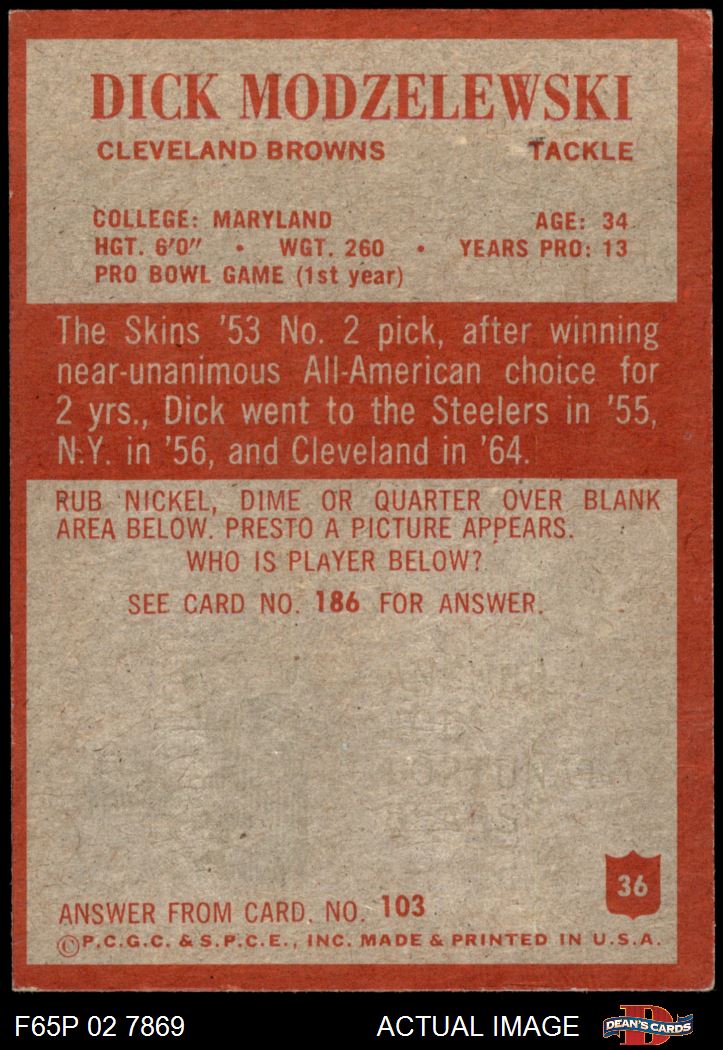 DICK MODZELEWSKI
CLEVELAND BROWNS TACKLE
COLLEGE: MARYLAND AGE: 34
HGT. 6'0" • WGT. 260 • YEARS PRO: 13
PRO BOWL GAME (1st year)
The Skins '53 No. 2 pick, after winning
near-unanimous All-American choice for
2 yrs., Dick went to the Steelers in '55,
N.Y. in '56, and Cleveland in '64.
RUB NICKEL, DIME OR QUARTER OVER BLANK
AREA BELOW. PRESTO A PICTURE APPEARS.
WHO IS PLAYER BELOW?
SEE CARD NO. 186 FOR ANSWER.
36
ANSWER FROM CARD. NO. 103
©P.C.G.C. & S.P.C.E., INC. MADE & PRINTED IN U.S.A.
F65P 02 7869 ACTUAL IMAGE
D
DEAN'S CARDS